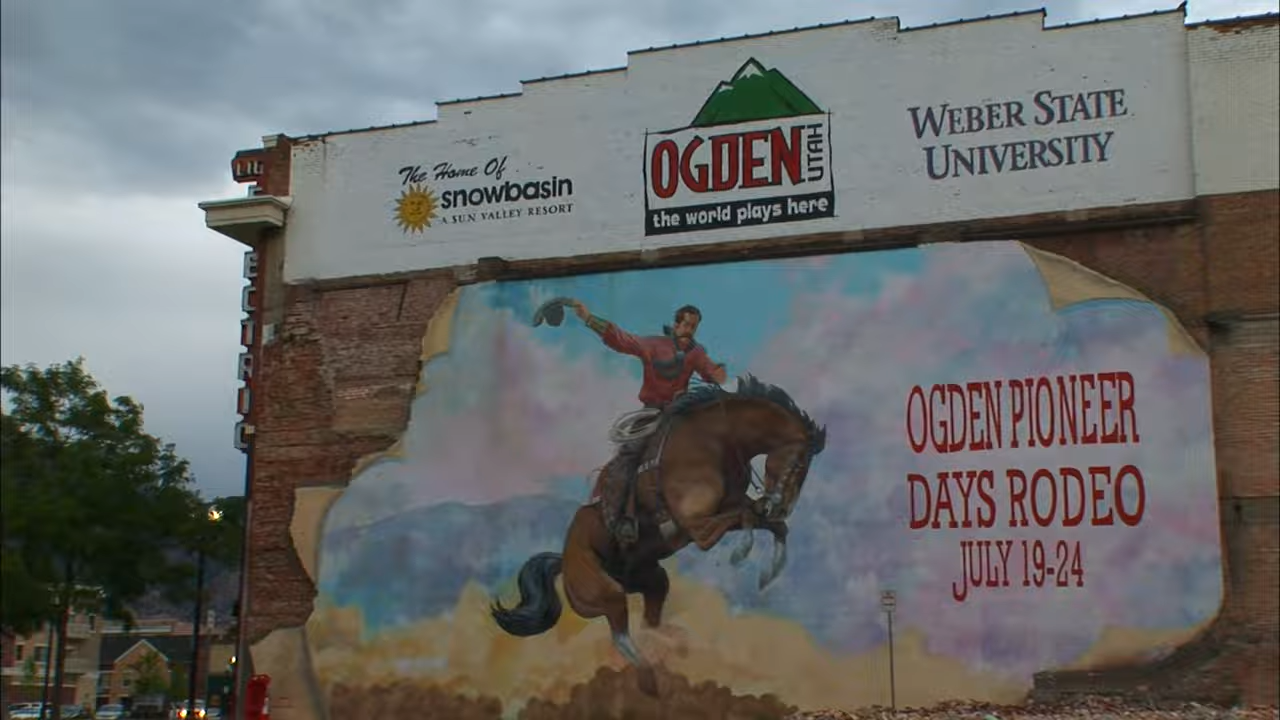 The Home Of
snowbasin
A SUN VALLEY RESORT
OGDEN UTAH
the world plays here
WEBER STATE
UNIVERSITY
ECTRIC
OGDEN PIONEER
DAYS RODEO
JULY 19-24